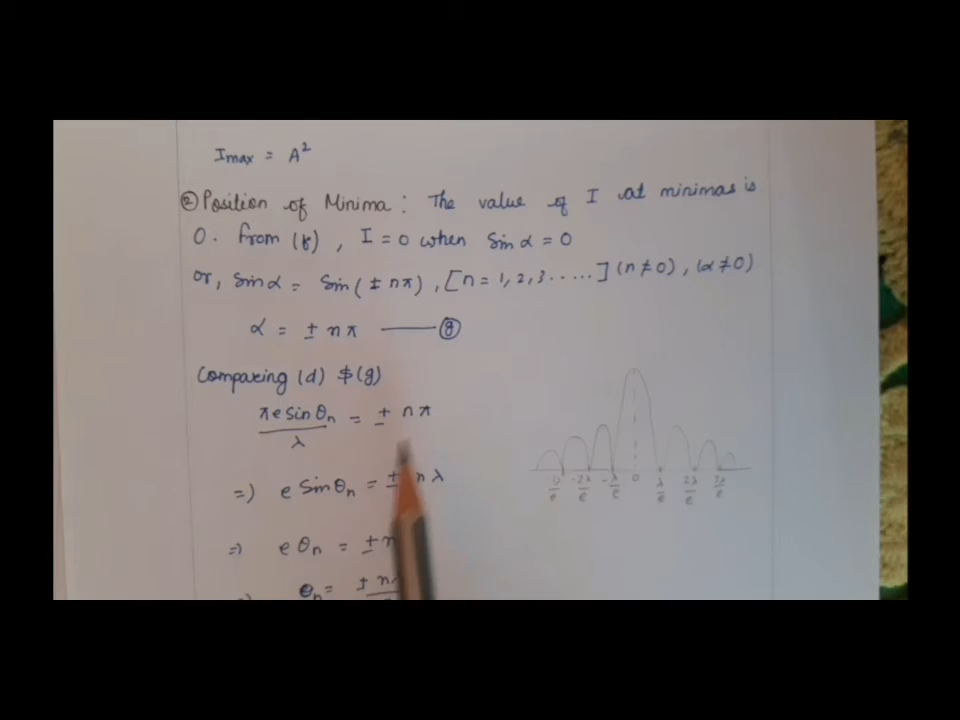 Imax = A²
② Position of Minima : The value of I at minimas is
0. From (f), I = 0 when Sin α = 0
or, Sin α = Sin (± nπ), [n = 1, 2, 3 .....] (n ≠ 0), (α ≠ 0)
α = ± nπ —— ⓖ
Comparing (d) $ (g)
πe Sin θn / λ = ± nπ
=) e Sin θn = ± nλ
=) e θn = ± n
θn = ± n
-2λ/e -λ/e 0 λ/e 2λ/e 3λ/e